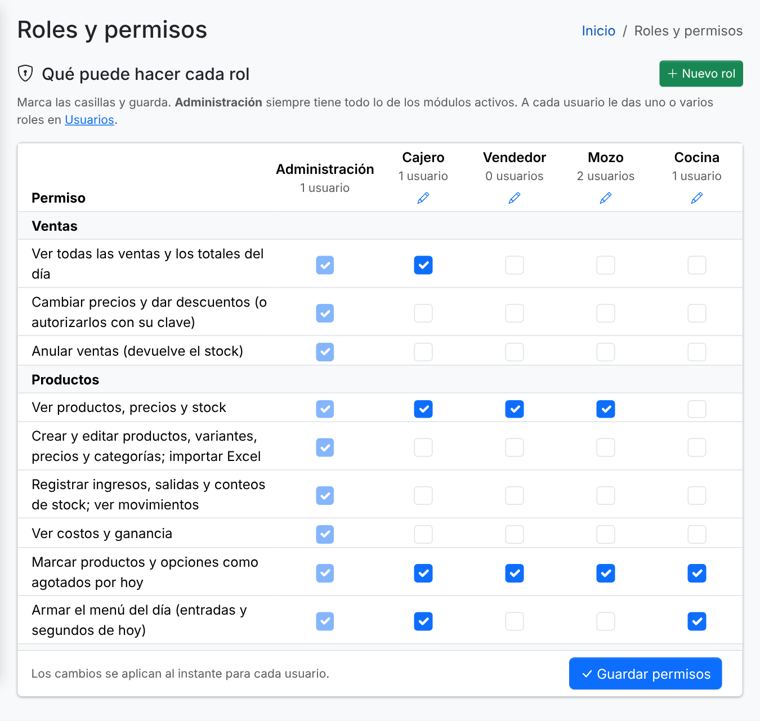 Roles y permisos
Inicio / Roles y permisos
Qué puede hacer cada rol
+ Nuevo rol
Marca las casillas y guarda. Administración siempre tiene todo lo de los módulos activos. A cada usuario le das uno o varios
roles en Usuarios.
Permiso
Administración
1 usuario
Cajero
1 usuario
Vendedor
0 usuarios
Mozo
2 usuarios
Cocina
1 usuario
Ventas
Ver todas las ventas y los totales del
día
Cambiar precios y dar descuentos (o
autorizarlos con su clave)
Anular ventas (devuelve el stock)
Productos
Ver productos, precios y stock
Crear y editar productos, variantes,
precios y categorías; importar Excel
Registrar ingresos, salidas y conteos
de stock; ver movimientos
Ver costos y ganancia
Marcar productos y opciones como
agotados por hoy
Armar el menú del día (entradas y
segundos de hoy)
Los cambios se aplican al instante para cada usuario.
Guardar permisos